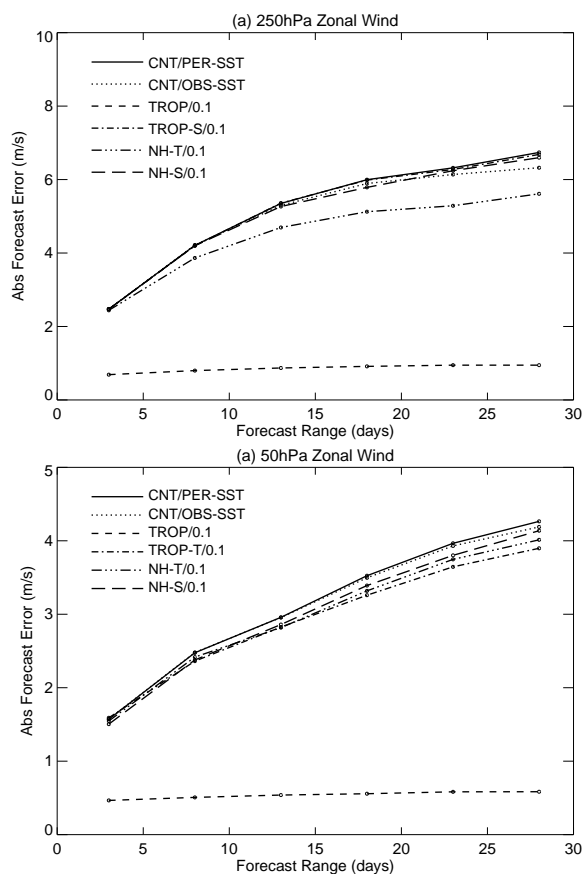 (a) 250hPa Zonal Wind
10
8
6
4
2
0
Abs Forecast Error (m/s)
CNT/PER-SST
CNT/OBS-SST
TROP/0.1
TROP-S/0.1
NH-T/0.1
NH-S/0.1
0 5 10 15 20 25 30
Forecast Range (days)
(a) 50hPa Zonal Wind
5
4
3
2
1
0
Abs Forecast Error (m/s)
CNT/PER-SST
CNT/OBS-SST
TROP/0.1
TROP-T/0.1
NH-T/0.1
NH-S/0.1
0 5 10 15 20 25 30
Forecast Range (days)